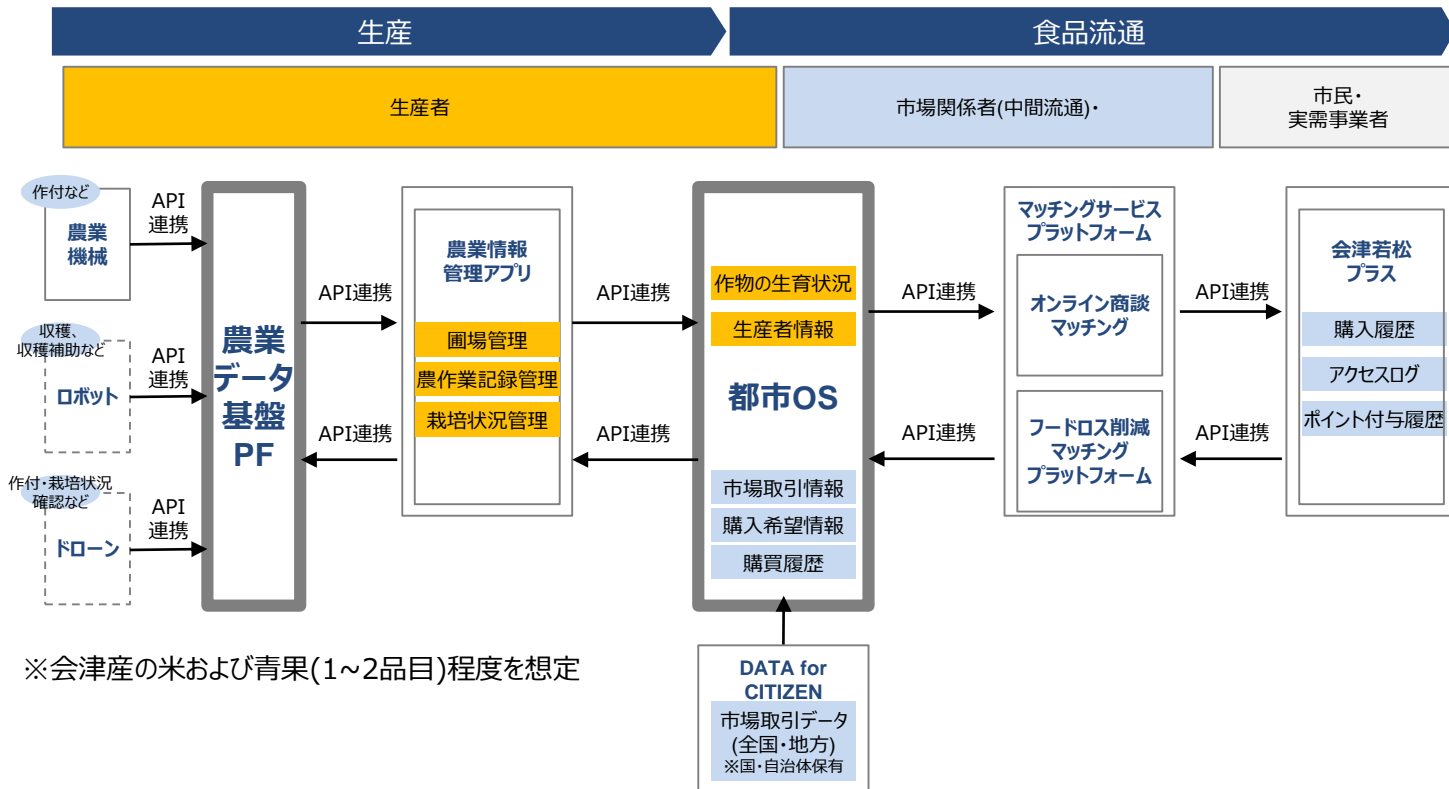 生産
食品流通
生産者
市場関係者(中間流通)・
市民・
実需事業者
作付など
農業
機械
API
連携
収穫、
収穫補助など
ロボット
API
連携
作付・栽培状況
確認など
ドローン
API
連携
農業
データ
基盤
PF
API連携
API連携
農業情報
管理アプリ
圃場管理
農作業記録管理
栽培状況管理
API連携
API連携
作物の生育状況
生産者情報
都市OS
市場取引情報
購入希望情報
購買履歴
API連携
API連携
マッチングサービス
プラットフォーム
オンライン商談
マッチング
フードロス削減
マッチング
プラットフォーム
API連携
API連携
会津若松
プラス
購入履歴
アクセスログ
ポイント付与履歴
※会津産の米および青果(1~2品目)程度を想定
DATA for
CITIZEN
市場取引データ
(全国・地方)
※国・自治体保有